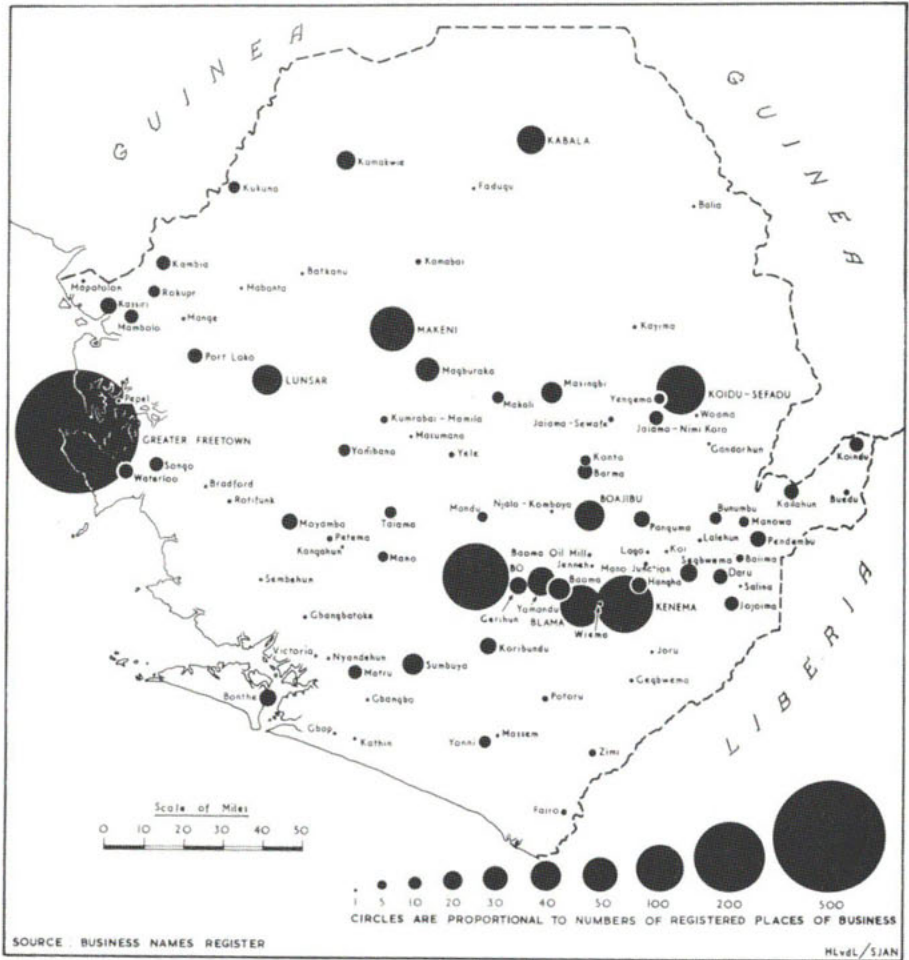 GUINEA
GUINEA
KABALA
Kamakwie
Kukuna
Fadugu
Balia
Kambia
Kamabai
Batkanu
Mapotolon
Mabonto
Rokupr
Kassiri
Mambolo
Mange
MAKENI
Kayima
Port Loko
Magburaka
LUNSAR
Masingbi
KOIDU-SEFADU
Makali
Yengema
Pepel
Woama
Kumrabai-Mamila
Jaiama-Sewafe
Jaiama-Nimi Koro
GREATER FREETOWN
Masumana
Gandorhun
Koindu
Yonibana
Yele
Konta
Songo
Barma
Waterloo
Bradford
Kailahun
Buedu
Rotifunk
Njala-Komboya
BOAJIBU
Mandu
Bunumbu
Moyamba
Taiama
Panguma
Manowa
Petema
Lalehun
Pendembu
Kangahun
Baoma Oil Mill
Lago
Koi
Mano
Segbwema
Baiima
BO
Jenneh
Mano Junction
Daru
Sembehun
Baoma
Hangha
Salina
Gerihun
Yamandu
BLAMA
KENEMA
Jojoima
Gbangbatoke
Wiema
Victoria
Nyandehun
Koribundu
Joru
Sumbuya
Matru
Gegbwema
Bonthe
Gbangbo
Potoru
Gbap
Kathin
Yonni
Massem
Zimi
LIBERIA
Fairo
Scale of Miles
0 10 20 30 40 50
1 5 10 20 30 40 50 100 200 500
CIRCLES ARE PROPORTIONAL TO NUMBERS OF REGISTERED PLACES OF BUSINESS
SOURCE : BUSINESS NAMES REGISTER
HLvdL/SJAN